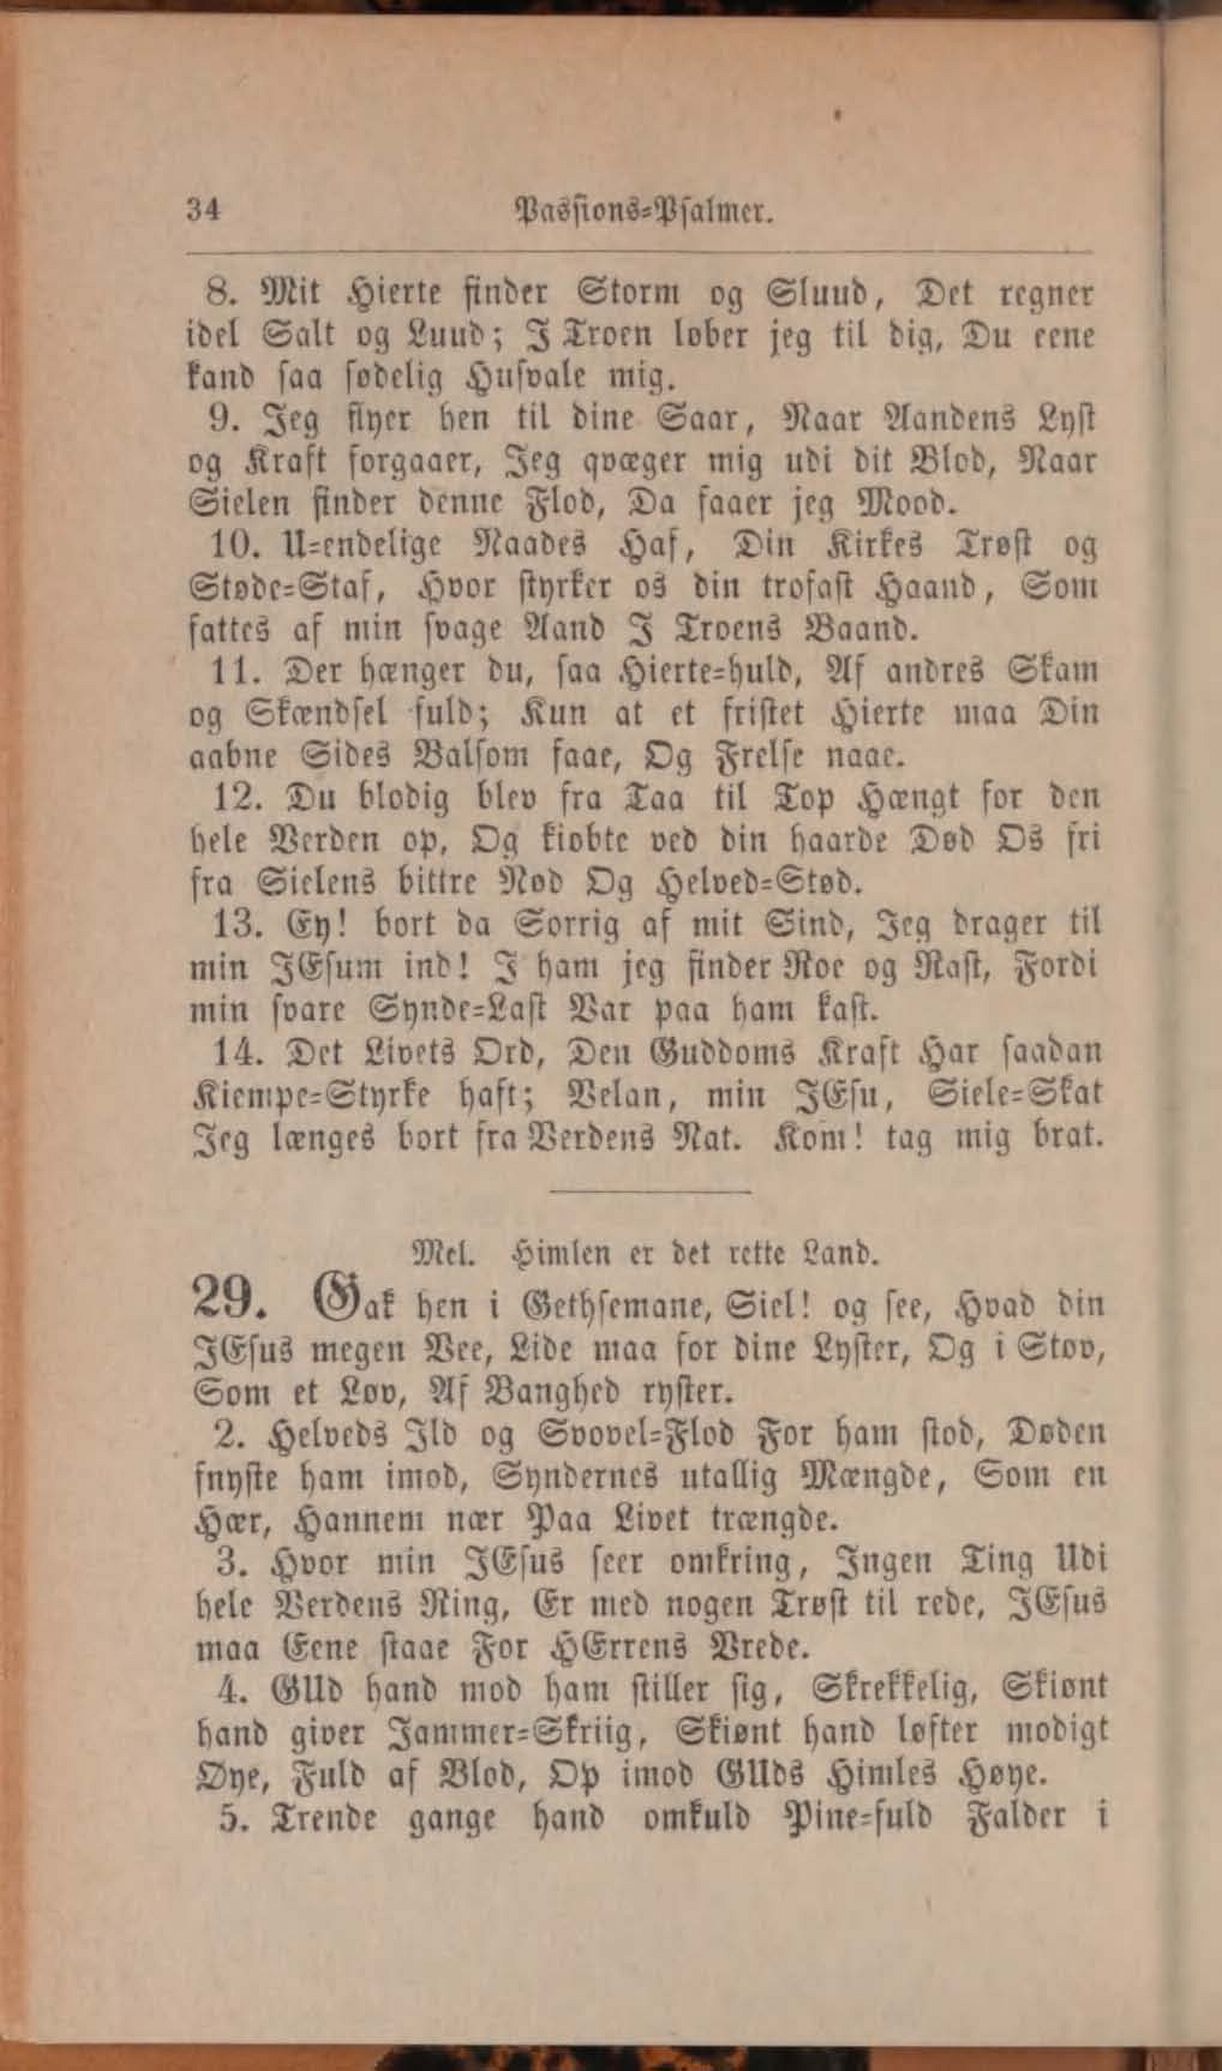 34 Passions-Psalmer.
8. Mit Hierte finder Storm og Sluud, Det regner
idel Salt og Luud; I Troen løber jeg til dig, Du eene
kand saa sødelig Husvale mig.
9. Jeg flyer hen til dine Saar, Naar Aandens Lyst
og Kraft forgaaer, Jeg qvæger mig udi dit Blod, Naar
Sielen finder denne Flod, Da faaer jeg Mood.
10. U-endelige Naades Haf, Din Kirkes Trøst og
Støde-Staf, Hvor styrker os din trofast Haand, Som
fattes af min svage Aand I Troens Baand.
11. Der hænger du, saa Hierte-huld, Af andres Skam
og Skændsel fuld; Kun at et fristet Hierte maa Din
aabne Sides Balsom faae, Og Frelse naae.
12. Du blodig blev fra Taa til Top Hængt for den
hele Verden op, Og kiøbte ved din haarde Død Os fri
fra Sielens bittre Nød Og Helved-Stød.
13. Ey! bort da Sorrig af mit Sind, Jeg drager til
min JEsum ind! I ham jeg finder Roe og Rast, Fordi
min svare Synde-Last Var paa ham kast.
14. Det Livets Ord, Den Guddoms Kraft Har saadan
Kiempe-Styrke haft; Velan, min JEsu, Siele-Skat
Jeg længes bort fra Verdens Nat. Kom! tag mig brat.
Mel. Himlen er det rette Land.
29. Gak hen i Gethsemane, Siel! og see, Hvad din
JEsus megen Vee, Lide maa for dine Lyster, Og i Støv,
Som et Løv, Af Banghed ryster.
2. Helveds Ild og Svovel-Flod For ham stod, Døden
fnyste ham imod, Syndernes utallig Mængde, Som en
Hær, Hannem nær Paa Livet trængde.
3. Hvor min JEsus seer omkring, Ingen Ting Udi
hele Verdens Ring, Er med nogen Trøst til rede, JEsus
maa Eene staae For HErrens Vrede.
4. GUd hand mod ham stiller sig, Skrekkelig, Skiønt
hand giver Jammer-Skriig, Skiønt hand løfter modigt
Øye, Fuld af Blod, Op imod GUds Himles Høye.
5. Trende gange hand omkuld Pine-fuld Falder i